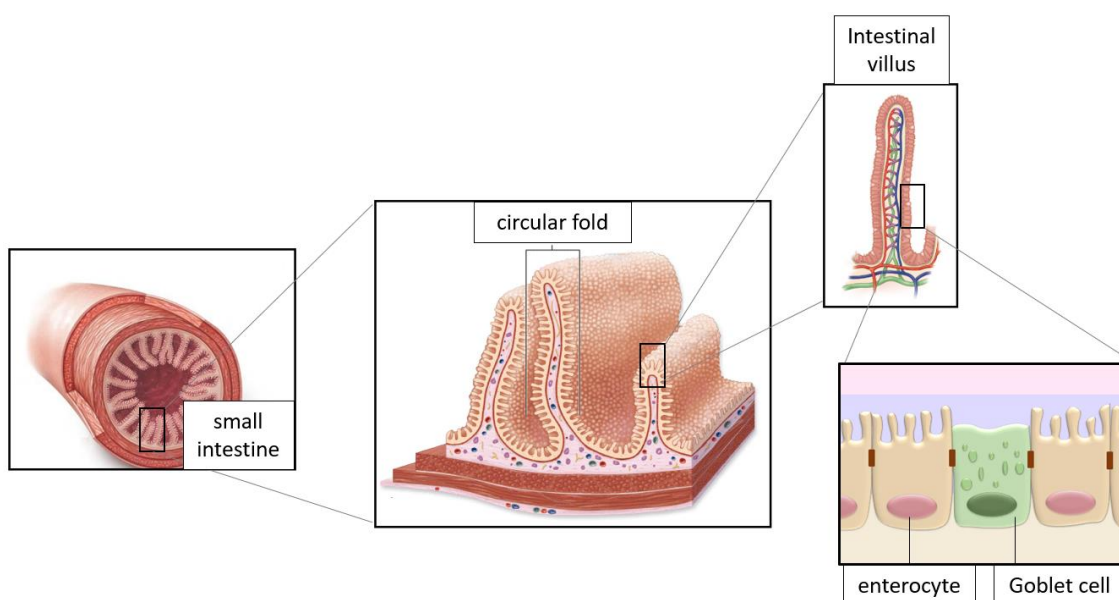 Intestinal
villus
circular fold
small
intestine
enterocyte
Goblet cell